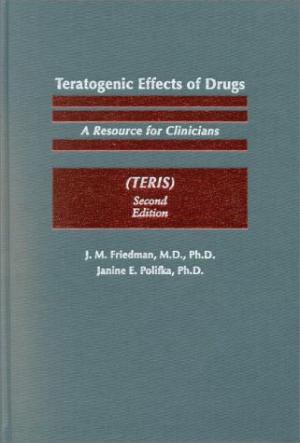 Teratogenic Effects of Drugs
A Resource for Clinicians
(TERIS)
Second
Edition
J. M. Friedman, M.D., Ph.D.
Janine E. Polifka, Ph.D.